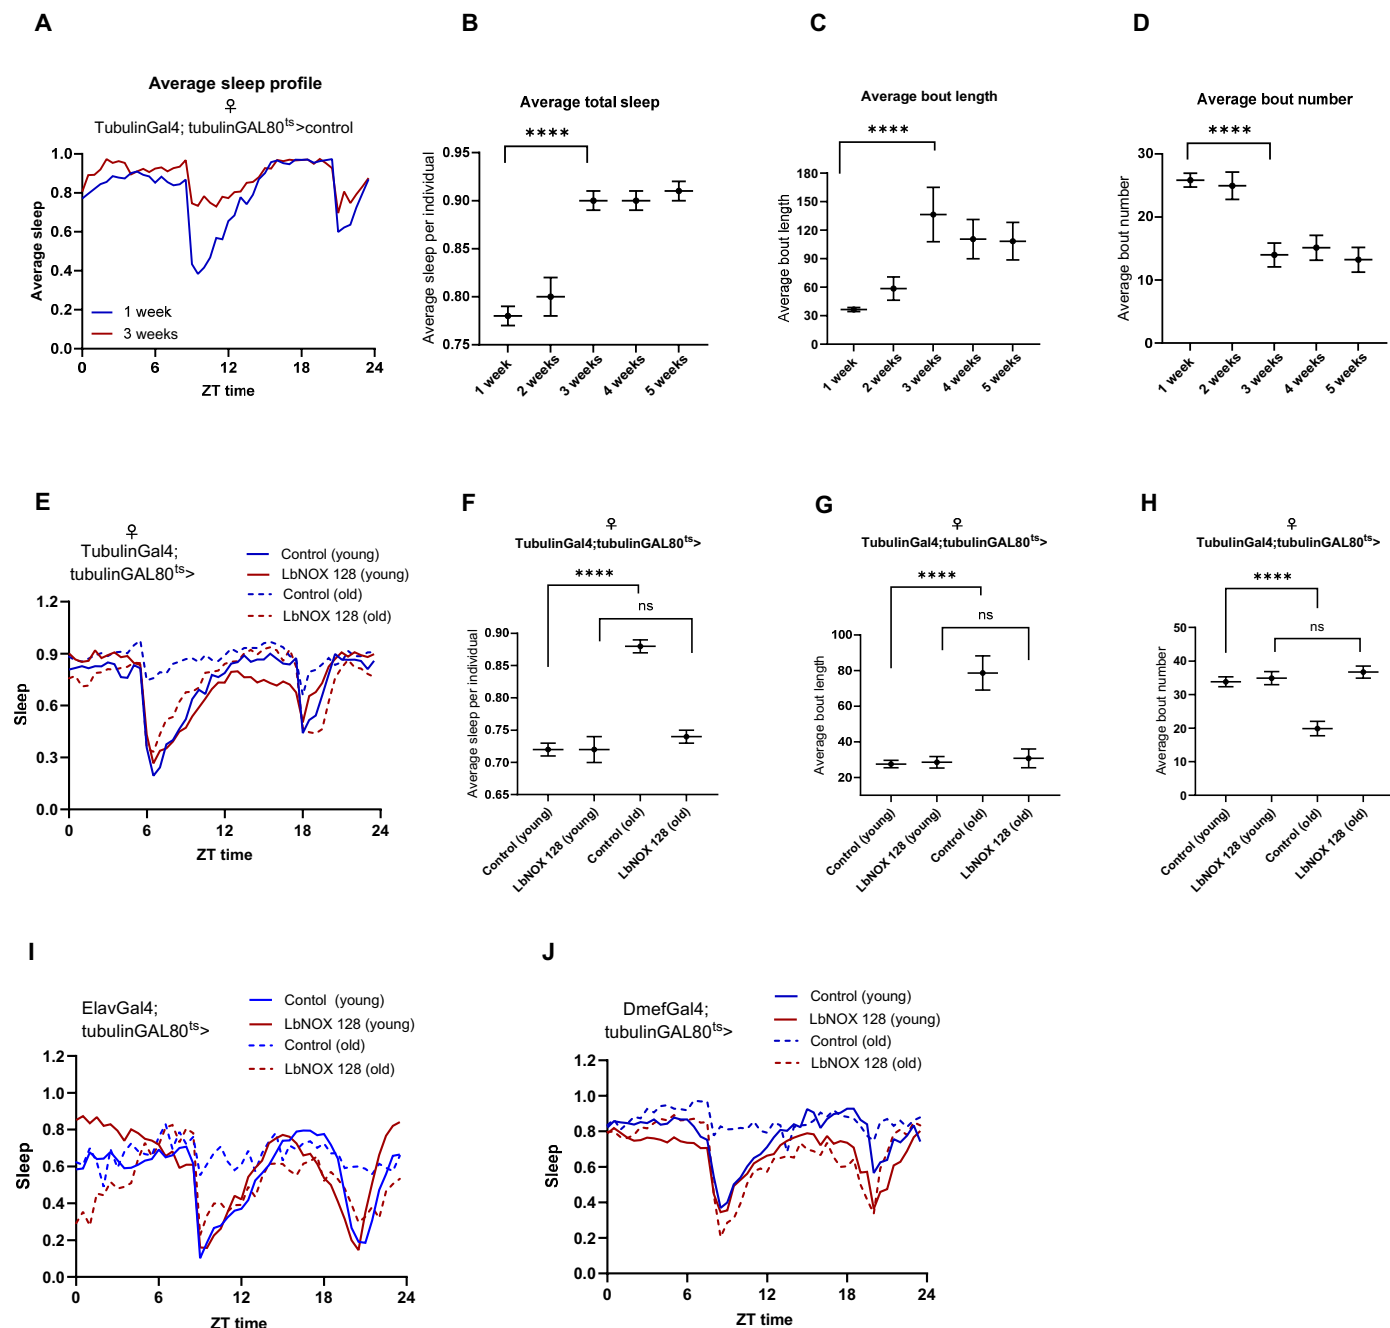 A
B
C
D
Average sleep profile
♀
TubulinGal4; tubulinGAL80ts>control
1.0
0.8
0.6
0.4
0.2
0.0
Average sleep
1 week
3 weeks
0
6
12
18
24
ZT time
Average total sleep
****
0.95
0.90
0.85
0.80
0.75
Average sleep per individual
1 week
2 weeks
3 weeks
4 weeks
5 weeks
Average bout length
****
180
150
120
90
60
30
0
Average bout length
1 week
2 weeks
3 weeks
4 weeks
5 weeks
Average bout number
****
30
20
10
0
Average bout number
1 week
2 weeks
3 weeks
4 weeks
5 weeks
E
F
G
H
♀
TubulinGal4;
tubulinGAL80ts>
Control (young)
LbNOX 128 (young)
Control (old)
LbNOX 128 (old)
1.2
0.9
0.6
0.3
0.0
Sleep
0
6
12
18
24
ZT time
♀
TubulinGal4;tubulinGAL80ts>
****
ns
0.90
0.85
0.80
0.75
0.70
0.65
Average sleep per individual
Control (young)
LbNOX 128 (young)
Control (old)
LbNOX 128 (old)
♀
TubulinGal4;tubulinGAL80ts>
****
ns
100
80
60
40
20
Average bout length
Control (young)
LbNOX 128 (young)
Control (old)
LbNOX 128 (old)
♀
TubulinGal4;tubulinGAL80ts>
****
ns
50
40
30
20
10
0
Average bout number
Control (young)
LbNOX 128 (young)
Control (old)
LbNOX 128 (old)
I
J
ElavGal4;
tubulinGAL80ts>
Contol (young)
LbNOX 128 (young)
Control (old)
LbNOX 128 (old)
1.2
1.0
0.8
0.6
0.4
0.2
0.0
Sleep
0
6
12
18
24
ZT time
DmefGal4;
tubulinGAL80ts>
Control (young)
LbNOX 128 (young)
Control (old)
LbNOX 128 (old)
1.2
1.0
0.8
0.6
0.4
0.2
0.0
Sleep
0
6
12
18
24
ZT time